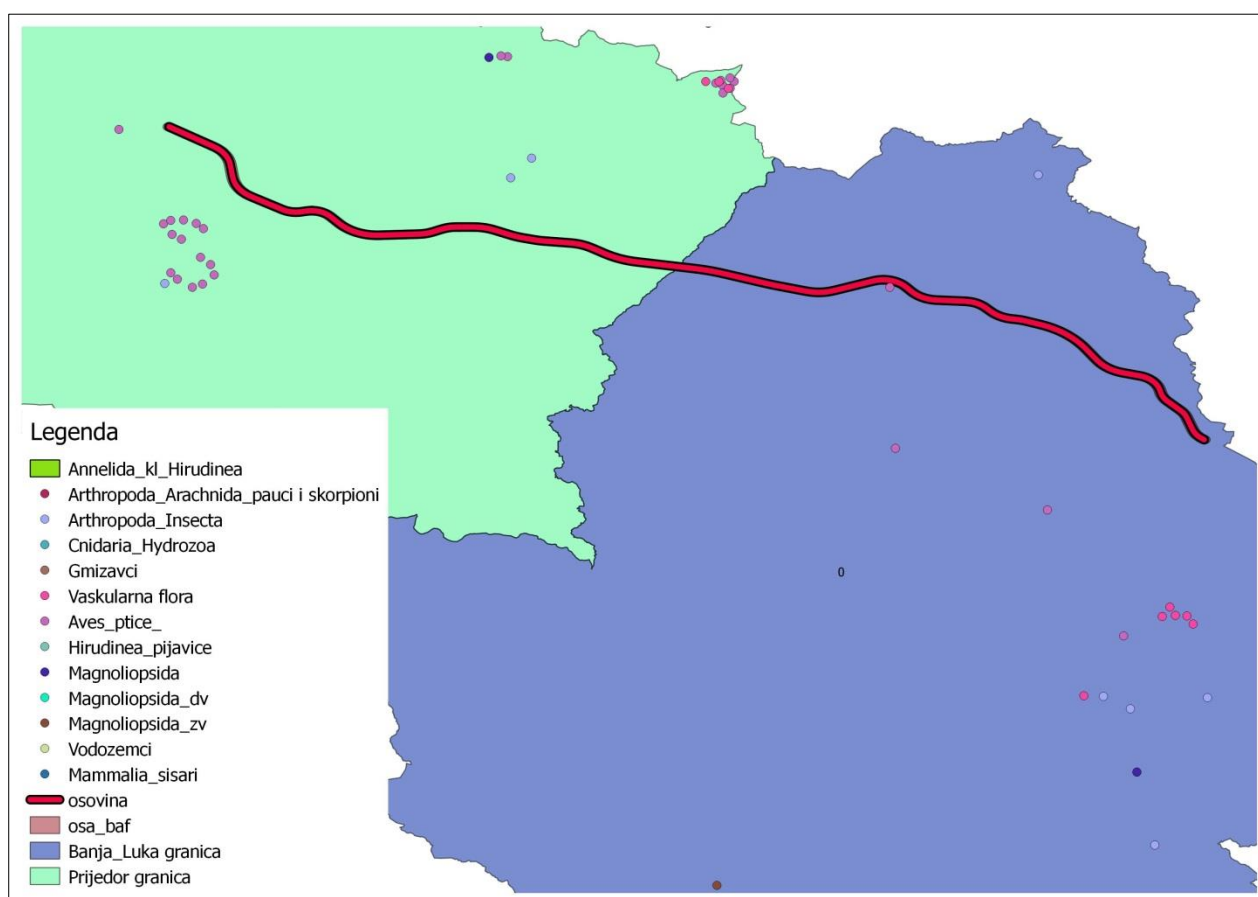 0
Legenda
Annelida_kl_Hirudinea
Arthropoda_Arachnida_pauci i skorpioni
Arthropoda_Insecta
Cnidaria_Hydrozoa
Gmizavci
Vaskularna flora
Aves_ptice_
Hirudinea_pijavice
Magnoliopsida
Magnoliopsida_dv
Magnoliopsida_zv
Vodozemci
Mammalia_sisari
osovina
osa_baf
Banja_Luka granica
Prijedor granica